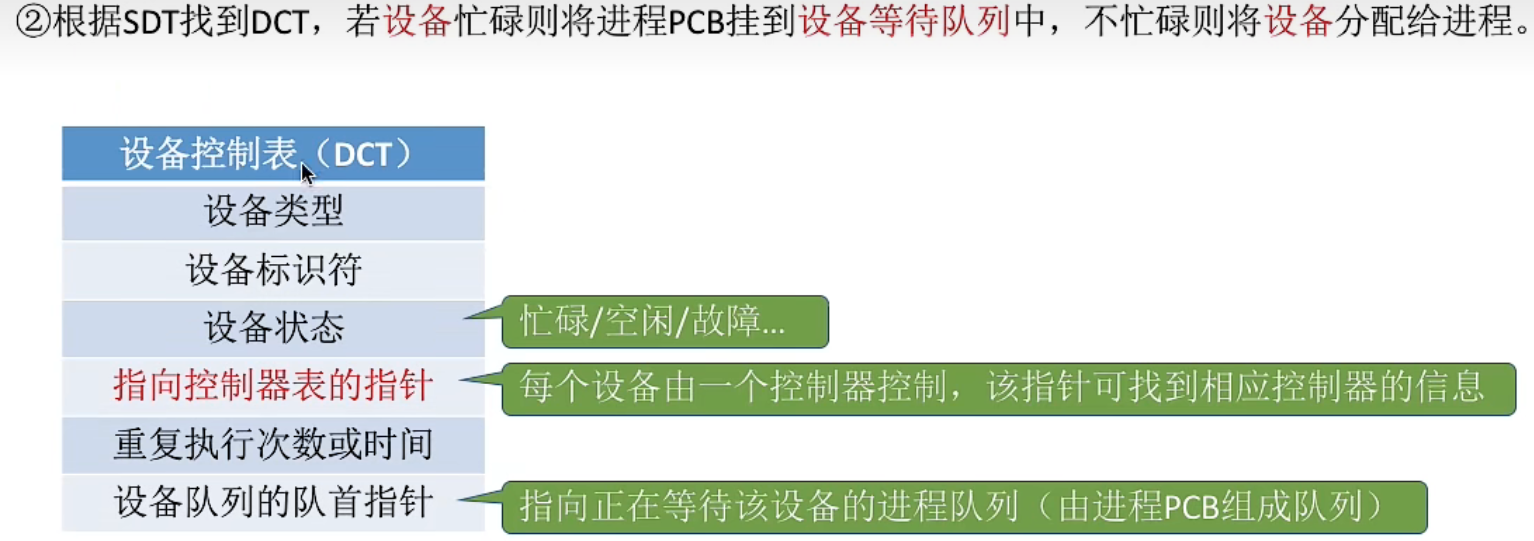 ②根据SDT找到DCT，若设备忙碌则将进程PCB挂到设备等待队列中，不忙碌则将设备分配给进程。
设备控制表（DCT）
设备类型
设备标识符
设备状态
忙碌/空闲/故障...
指向控制器表的指针
每个设备由一个控制器控制，该指针可找到相应控制器的信息
重复执行次数或时间
设备队列的队首指针
指向正在等待该设备的进程队列（由进程PCB组成队列）